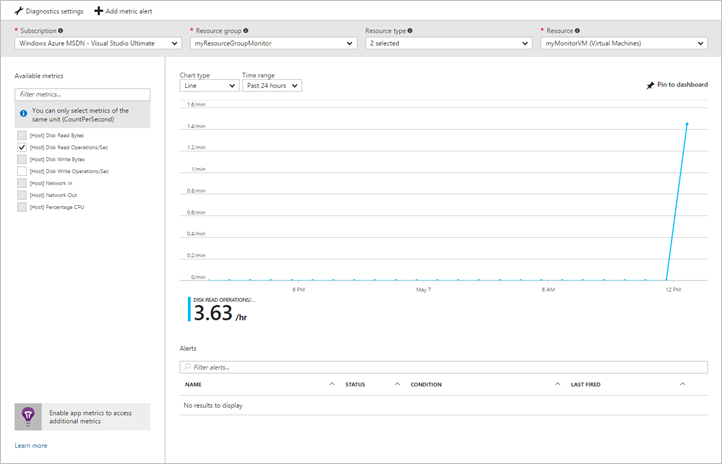 Diagnostics settings Add metric alert
* Subscription * Resource group Resource type * Resource
Windows Azure MSDN - Visual Studio Ultimate myResourceGroupMonitor 2 selected myMonitorVM (Virtual Machines)
Available metrics
Filter metrics...
You can only select metrics of the
same unit (CountPerSecond)
[Host] Disk Read Bytes
[Host] Disk Read Operations/Sec
[Host] Disk Write Bytes
[Host] Disk Write Operations/Sec
[Host] Network In
[Host] Network Out
[Host] Percentage CPU
Enable app metrics to access
additional metrics
Learn more
Chart type Time range
Line Past 24 hours
Pin to dashboard
1.6/min
1.4/min
1.2/min
1/min
0.8/min
0.6/min
0.4/min
0.2/min
0/min
6 PM May 7 6 AM 12 PM
DISK READ OPERATIONS/...
3.63 /hr
Alerts
Filter alerts...
NAME STATUS CONDITION LAST FIRED
No results to display